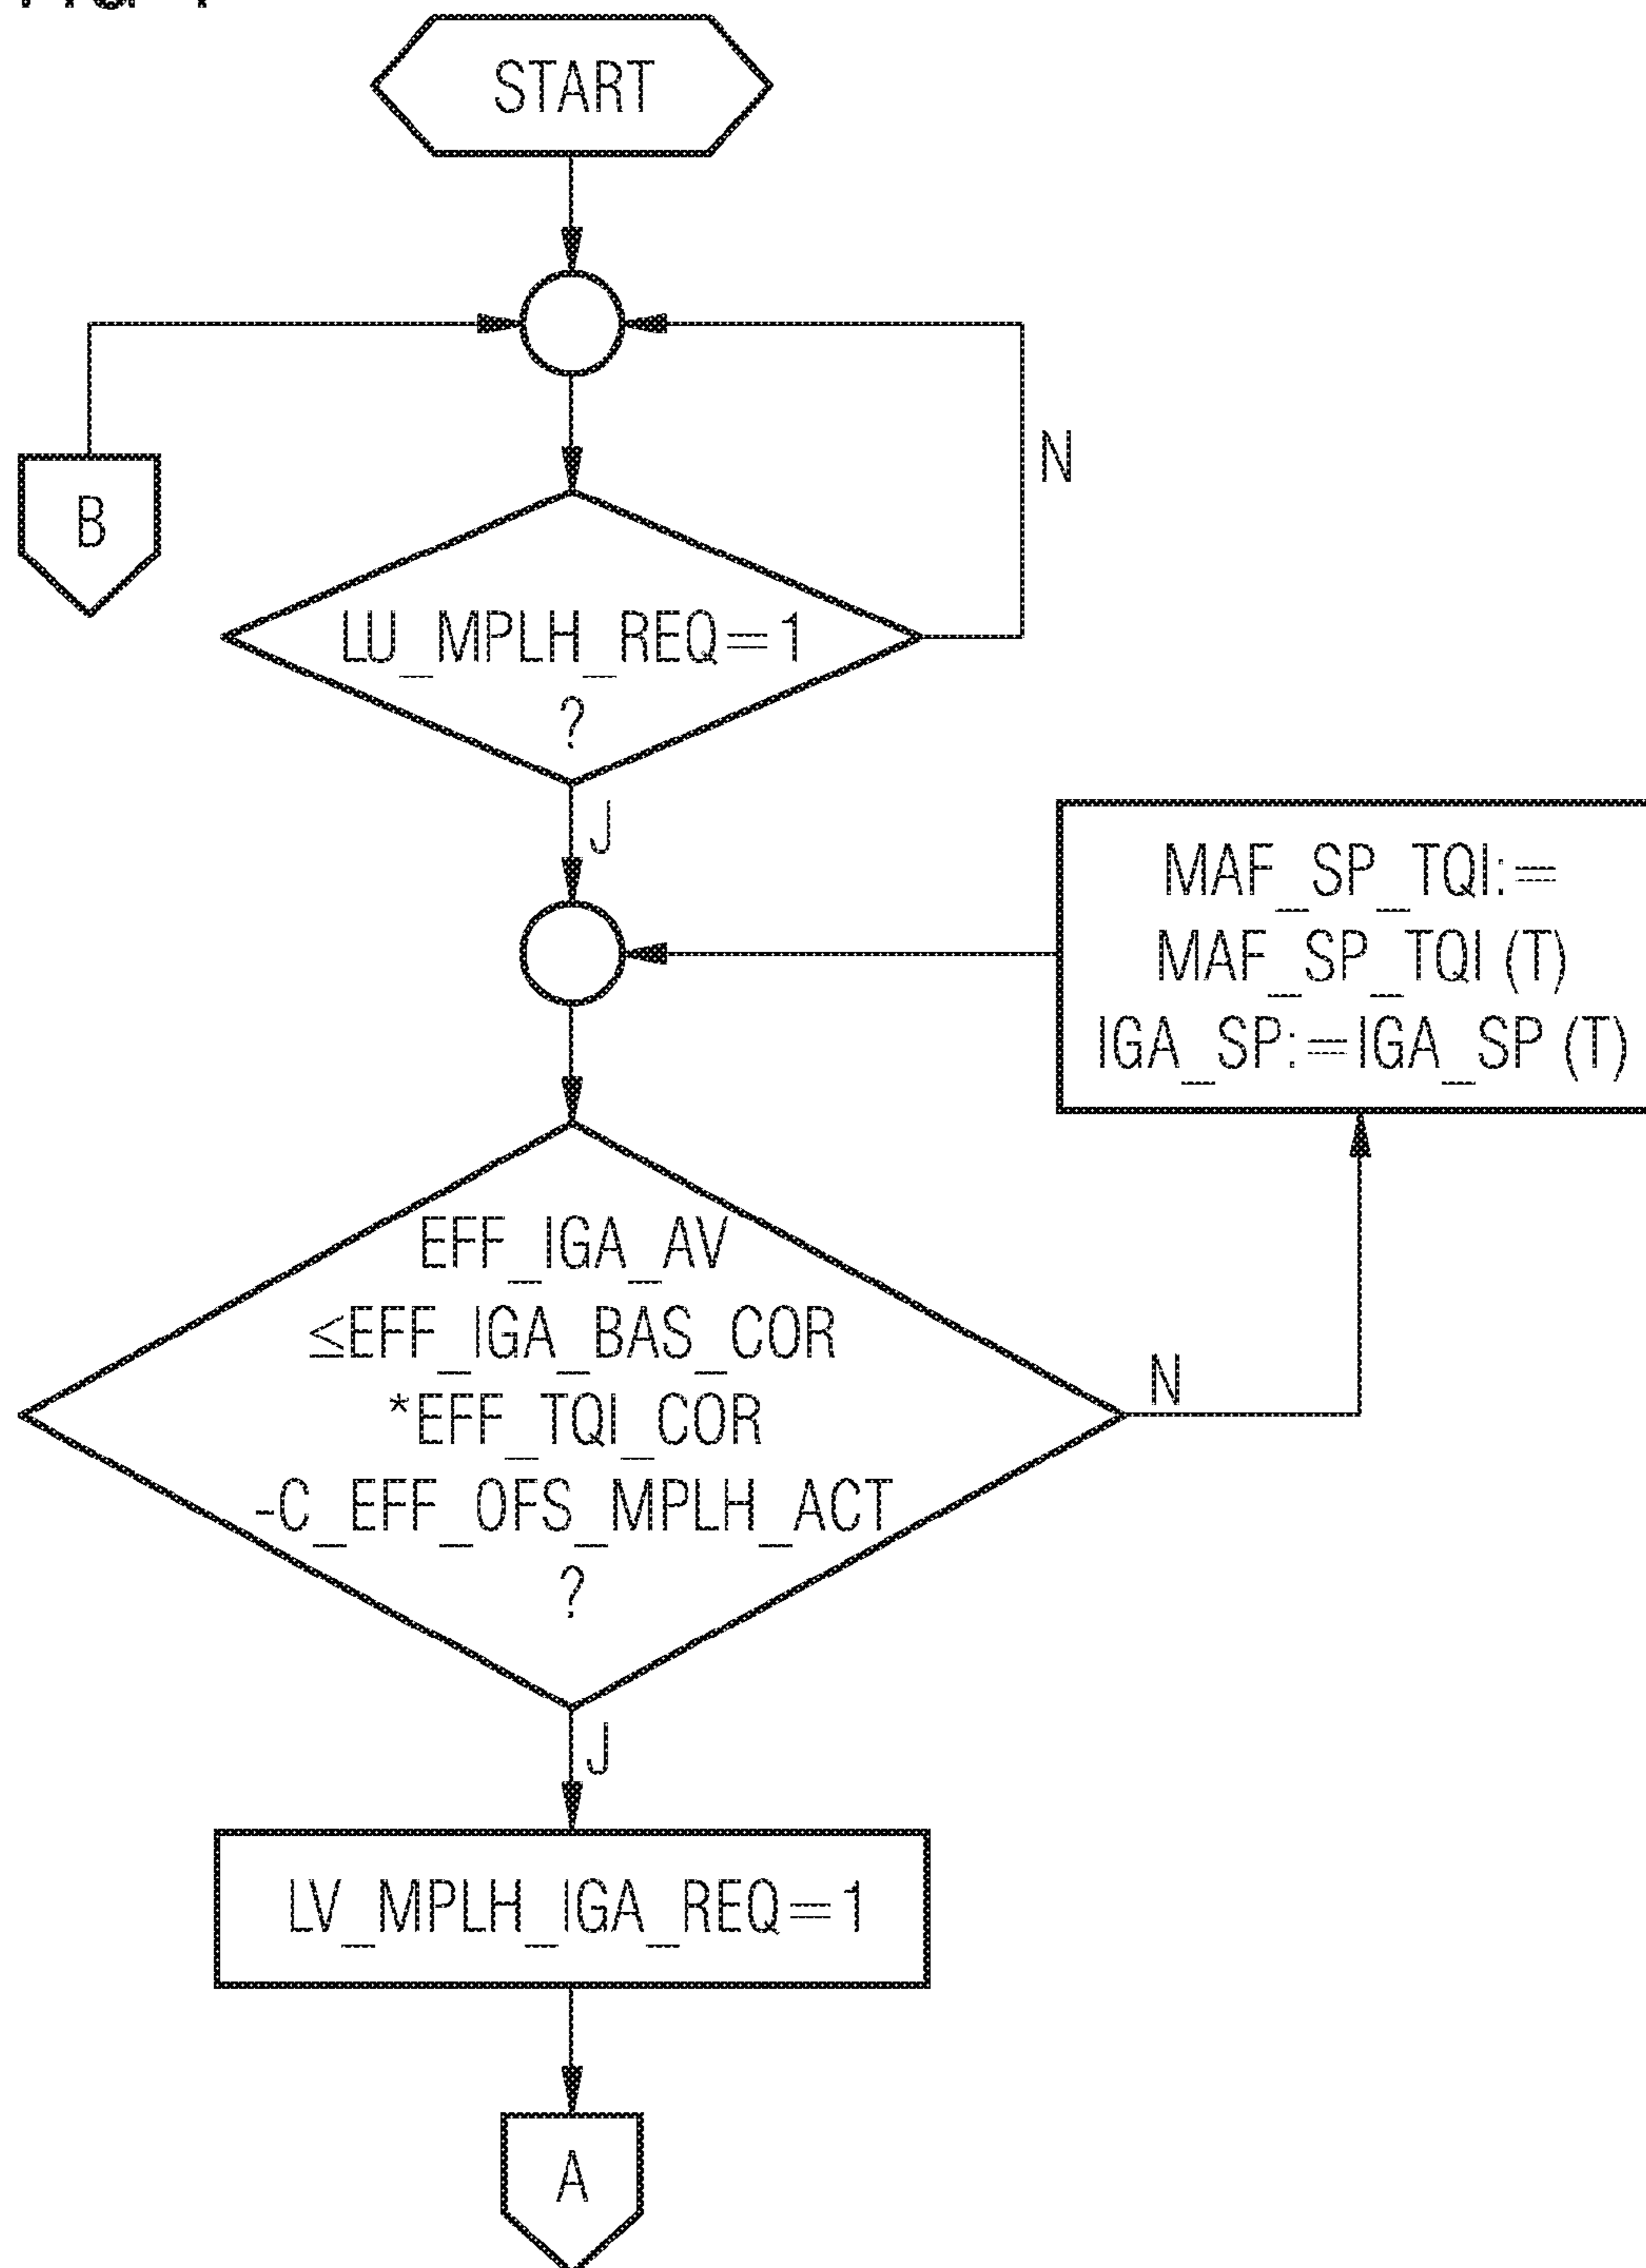 START
B
N
LU_MPLH_REQ=1
?
J
MAF_SP_TQI:=
MAF_SP_TQI (T)
IGA_SP:=IGA_SP (T)
EFF_IGA_AV
≤EFF_IGA_BAS_COR
*EFF_TQI_COR
-C_EFF_OFS_MPLH_ACT
?
N
J
LV_MPLH_IGA_REQ=1
A